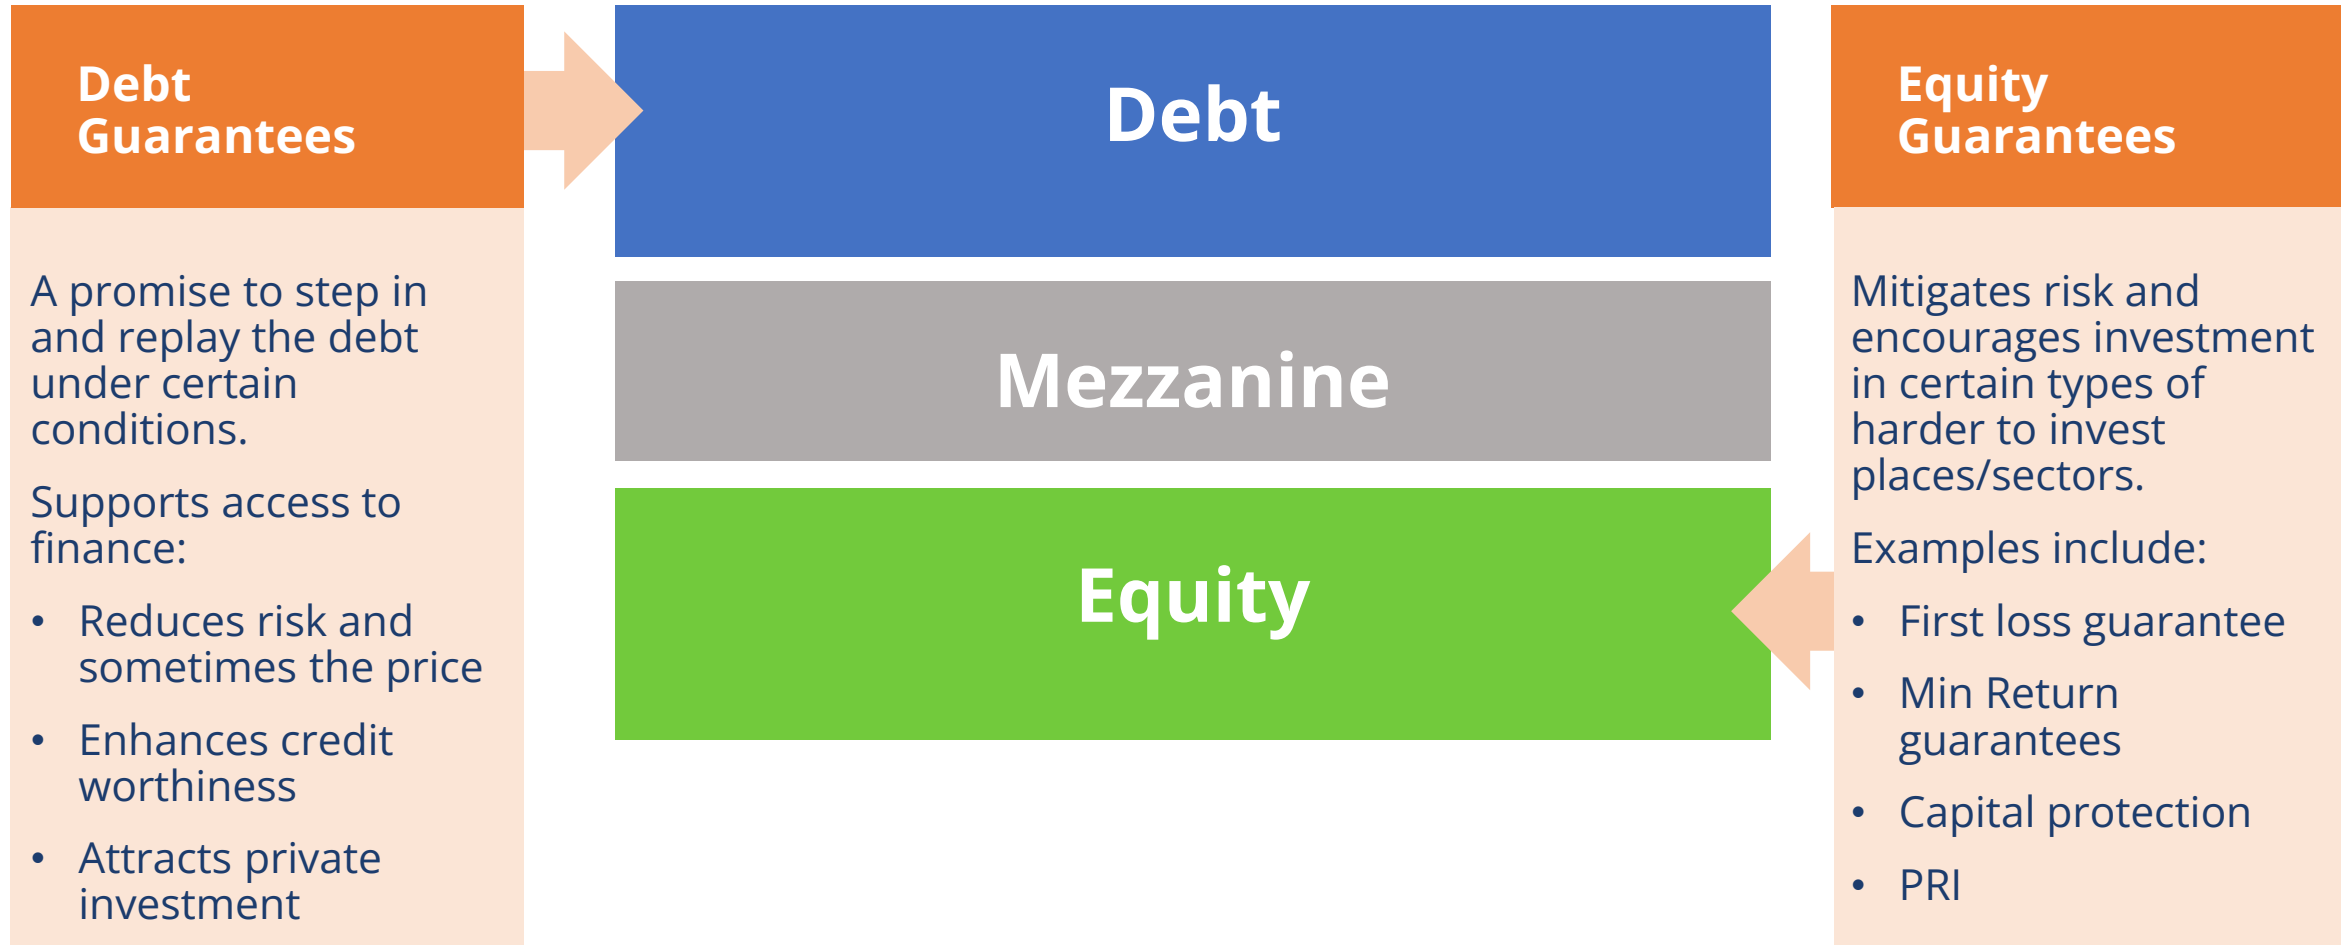 Debt
Guarantees
A promise to step in
and replay the debt
under certain
conditions.
Supports access to
finance:
• Reduces risk and
sometimes the price
• Enhances credit
worthiness
• Attracts private
investment
Debt
Mezzanine
Equity
Equity
Guarantees
Mitigates risk and
encourages investment
in certain types of
harder to invest
places/sectors.
Examples include:
• First loss guarantee
• Min Return
guarantees
• Capital protection
• PRI